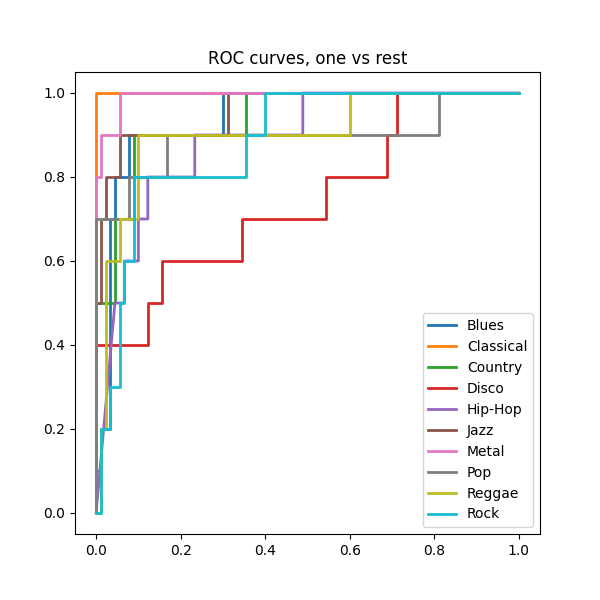 ROC curves, one vs rest
1.0
0.8
0.6
0.4
0.2
0.0
0.0 0.2 0.4 0.6 0.8 1.0
Blues
Classical
Country
Disco
Hip-Hop
Jazz
Metal
Pop
Reggae
Rock